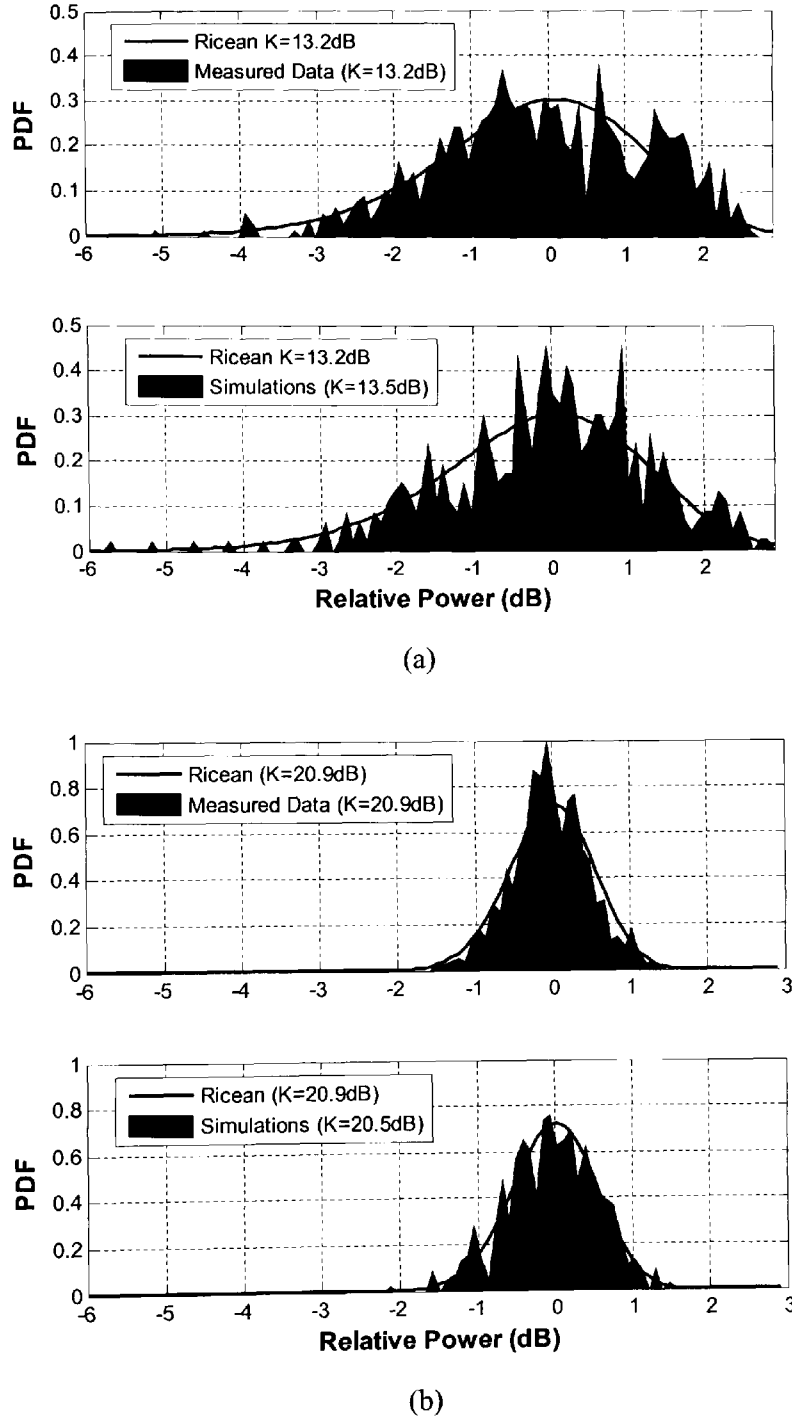 0.5
0.4
0.3
0.2
0.1
0
PDF
Ricean K=13.2dB
Measured Data (K=13.2dB)
-6 -5 -4 -3 -2 -1 0 1 2
0.5
0.4
0.3
0.2
0.1
0
PDF
Ricean K=13.2dB
Simulations (K=13.5dB)
-6 -5 -4 -3 -2 -1 0 1 2
Relative Power (dB)
(a)
1
0.8
0.6
0.4
0.2
0
PDF
Ricean (K=20.9dB)
Measured Data (K=20.9dB)
-6 -5 -4 -3 -2 -1 0 1 2 3
1
0.8
0.6
0.4
0.2
0
PDF
Ricean (K=20.9dB)
Simulations (K=20.5dB)
-6 -5 -4 -3 -2 -1 0 1 2 3
Relative Power (dB)
(b)